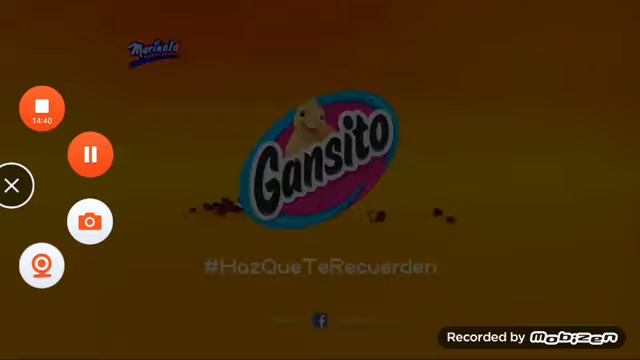 Marinela
Gansito
#HazQueTeRecuerden
14:40
Recorded by MOBIZEN